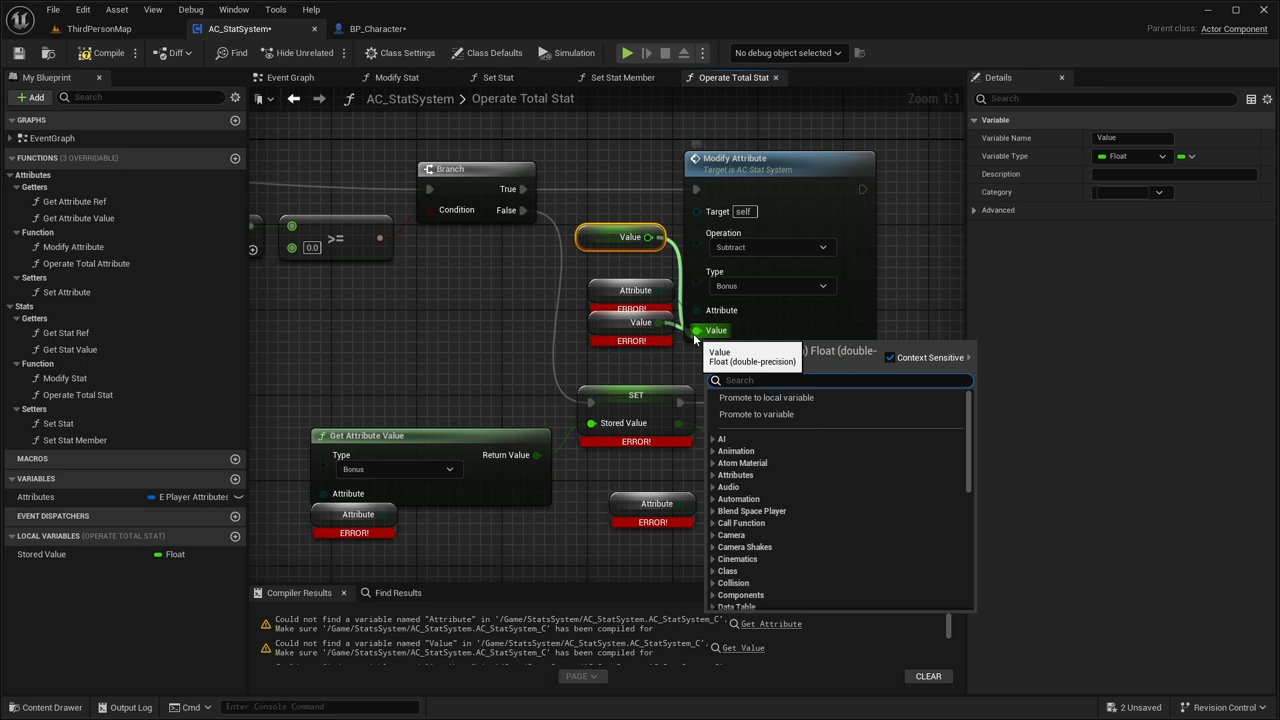 File Edit Asset View Debug Window Tools Help
ThirdPersonMap
AC_StatSystem*
BP_Character*
Parent class: Actor Component
Compile
Diff
Find
Hide Unrelated
Class Settings
Class Defaults
Simulation
No debug object selected
My Blueprint
Event Graph
Modify Stat
Set Stat
Set Stat Member
Operate Total Stat
Details
Add
Search
AC_StatSystem > Operate Total Stat
Zoom 1:1
Search
GRAPHS
EventGraph
FUNCTIONS (3 OVERRIDABLE)
Attributes
Getters
Get Attribute Ref
Get Attribute Value
Function
Modify Attribute
Operate Total Attribute
Setters
Set Attribute
Stats
Getters
Get Stat Ref
Get Stat Value
Function
Modify Stat
Operate Total Stat
Setters
Set Stat
Set Stat Member
MACROS
VARIABLES
Attributes
E Player Attributes
EVENT DISPATCHERS
LOCAL VARIABLES (OPERATE TOTAL STAT)
Stored Value
Float
Branch
True
Condition
False
0.0
>=
Value
Attribute
ERROR!
Value
ERROR!
Modify Attribute
Target is AC Stat System
Target
self
Operation
Subtract
Type
Bonus
Attribute
Value
SET
Stored Value
ERROR!
Get Attribute Value
Type
Return Value
Bonus
Attribute
Attribute
ERROR!
Attribute
ERROR!
Value
Float (double-precision)
) Float (double-
Context Sensitive
Search
Promote to local variable
Promote to variable
AI
Animation
Atom Material
Attributes
Audio
Automation
Blend Space Player
Call Function
Camera
Camera Shakes
Cinematics
Class
Collision
Components
Data Table
Variable
Variable Name
Value
Variable Type
Float
Description
Category
Advanced
Compiler Results
Find Results
Could not find a variable named "Attribute" in '/Game/StatsSystem/AC_StatSystem.AC_StatSystem_C'.
Make sure '/Game/StatsSystem/AC_StatSystem.AC_StatSystem_C' has been compiled for
Get Attribute
Could not find a variable named "Value" in '/Game/StatsSystem/AC_StatSystem.AC_StatSystem_C'.
Make sure '/Game/StatsSystem/AC_StatSystem.AC_StatSystem_C' has been compiled for
Get Value
PAGE
CLEAR
Content Drawer
Output Log
Cmd
Enter Console Command
2 Unsaved
Revision Control